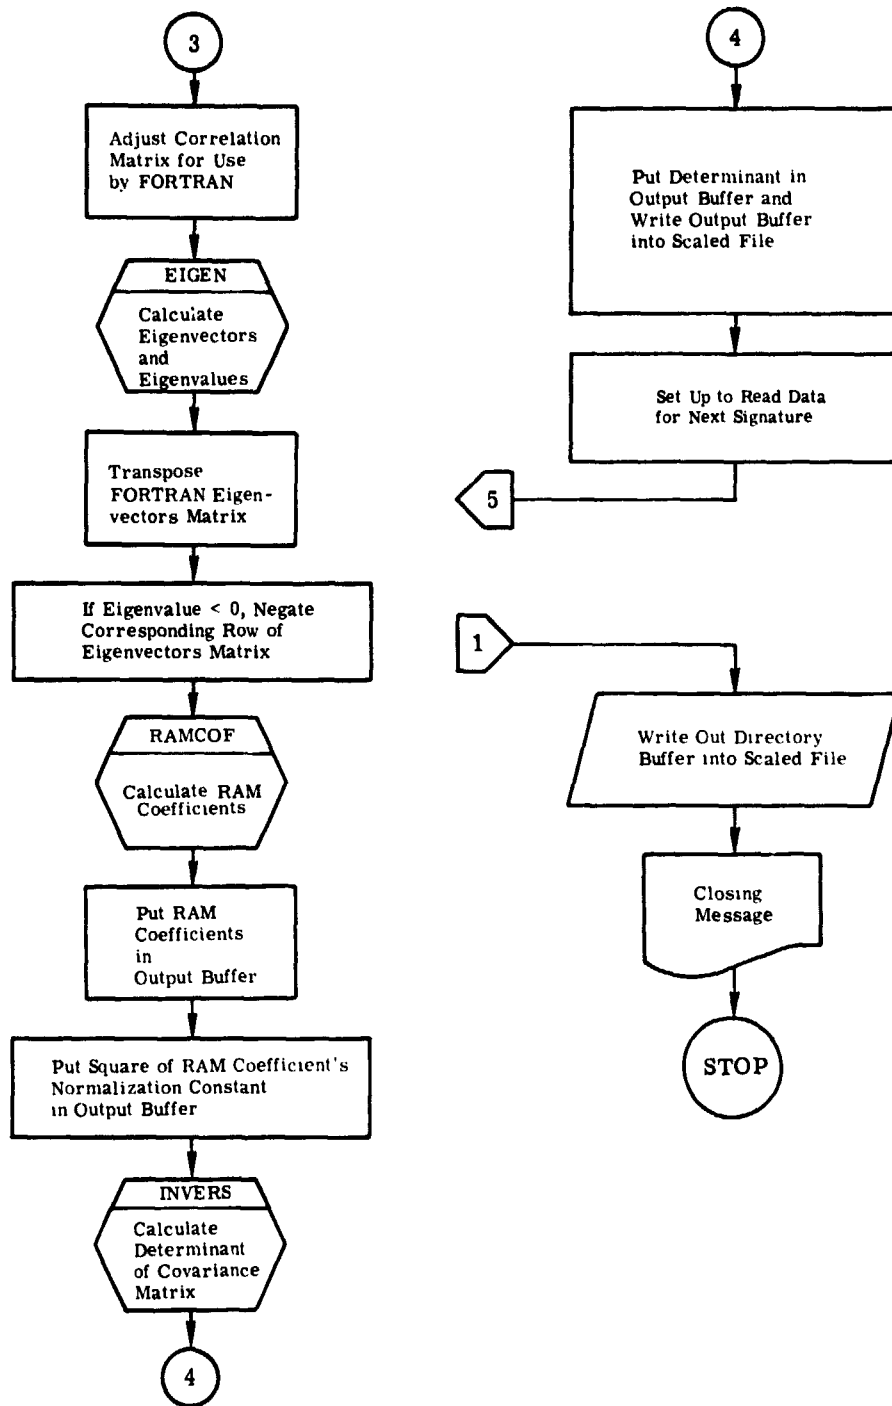 3
Adjust Correlation
Matrix for Use
by FORTRAN
EIGEN
Calculate
Eigenvectors
and
Eigenvalues
Transpose
FORTRAN Eigen-
vectors Matrix
If Eigenvalue < 0, Negate
Corresponding Row of
Eigenvectors Matrix
RAMCOF
Calculate RAM
Coefficients
Put RAM
Coefficients
in
Output Buffer
Put Square of RAM Coefficient's
Normalization Constant
in Output Buffer
INVERS
Calculate
Determinant
of Covariance
Matrix
4
4
Put Determinant in
Output Buffer and
Write Output Buffer
into Scaled File
Set Up to Read Data
for Next Signature
5
1
Write Out Directory
Buffer into Scaled File
Closing
Message
STOP